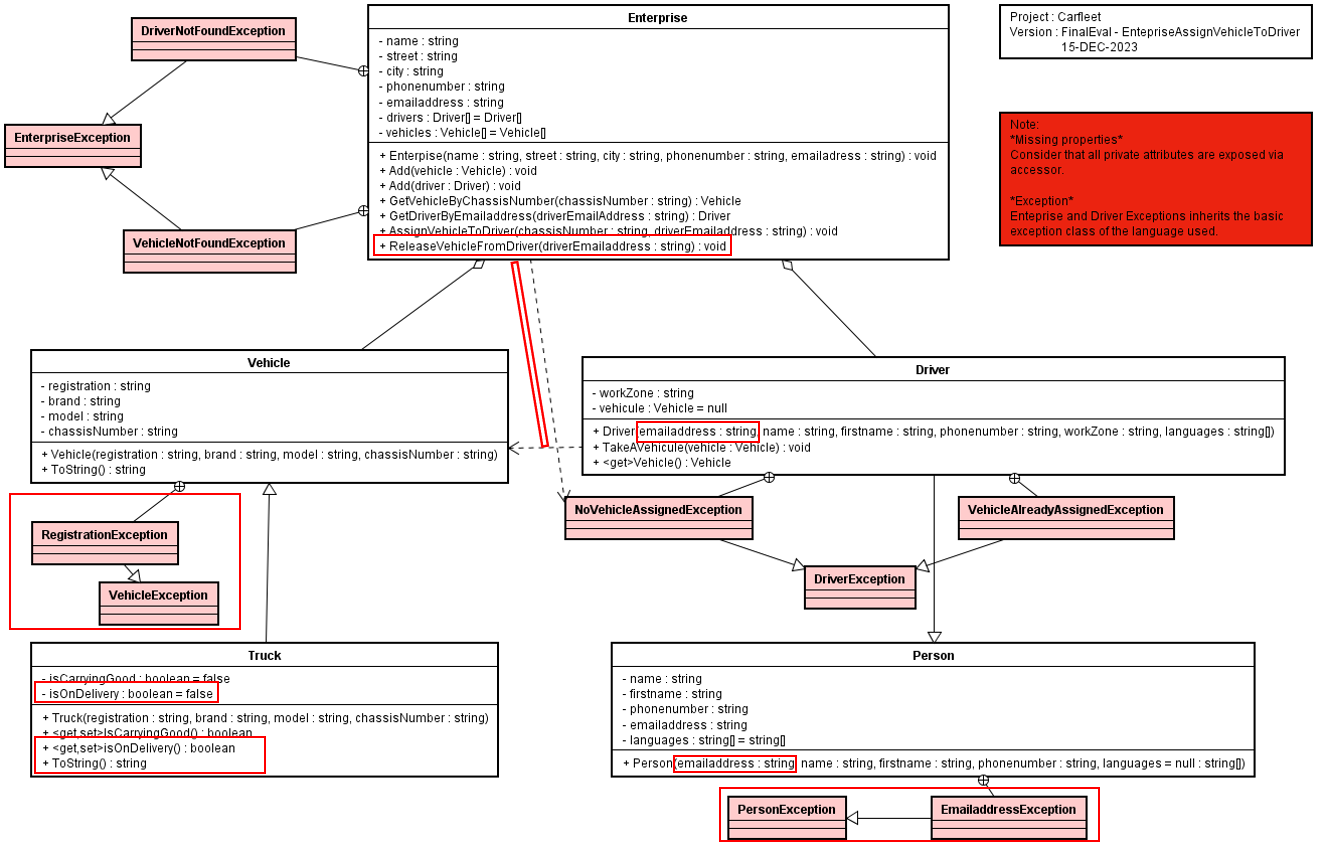 DriverNotFoundException
EnterpriseException
VehicleNotFoundException
Enterprise
- name : string
- street : string
- city : string
- phonenumber : string
- emailaddress : string
- drivers : Driver[] = Driver[]
- vehicles : Vehicle[] = Vehicle[]
+ Enterpise(name : string, street : string, city : string, phonenumber : string, emailadress : string) : void
+ Add(vehicle : Vehicle) : void
+ Add(driver : Driver) : void
+ GetVehicleByChassisNumber(chassisNumber : string) : Vehicle
+ GetDriverByEmailaddress(driverEmailAddress : string) : Driver
+ AssignVehicleToDriver(chassisNumber : string, driverEmailaddress : string) : void
+ ReleaseVehicleFromDriver(driverEmailaddress : string) : void
Project : Carfleet
Version : FinalEval - EntepriseAssignVehicleToDriver
15-DEC-2023
Note:
*Missing properties*
Consider that all private attributes are exposed via
accessor.
*Exception*
Enteprise and Driver Exceptions inherits the basic
exception class of the language used.
Vehicle
- registration : string
- brand : string
- model : string
- chassisNumber : string
+ Vehicle(registration : string, brand : string, model : string, chassisNumber : string)
+ ToString() : string
Driver
- workZone : string
- vehicule : Vehicle = null
+ Driver(emailaddress : string, name : string, firstname : string, phonenumber : string, workZone : string, languages : string[])
+ TakeAVehicule(vehicle : Vehicle) : void
+ <get>Vehicle() : Vehicle
RegistrationException
VehicleException
NoVehicleAssignedException
VehicleAlreadyAssignedException
DriverException
Truck
- isCarryingGood : boolean = false
- isOnDelivery : boolean = false
+ Truck(registration : string, brand : string, model : string, chassisNumber : string)
+ <get,set>IsCarryingGood() : boolean
+ <get,set>isOnDelivery() : boolean
+ ToString() : string
Person
- name : string
- firstname : string
- phonenumber : string
- emailaddress : string
- languages : string[] = string[]
+ Person(emailaddress : string, name : string, firstname : string, phonenumber : string, languages = null : string[])
PersonException
EmailaddressException